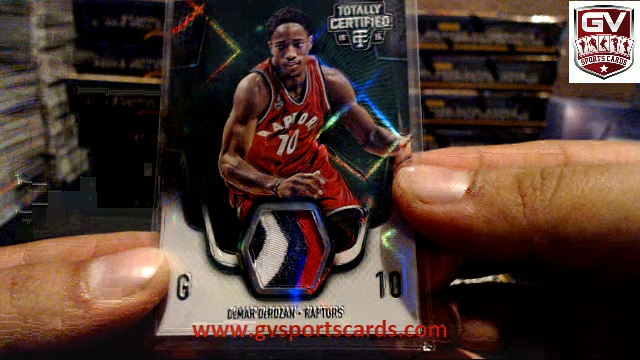 TOTALLY
CERTIFIED
GV
SPORTS CARDS
RAPTORS
10
G
10
DEMAR DEROZAN • RAPTORS
www.gvsportscards.com